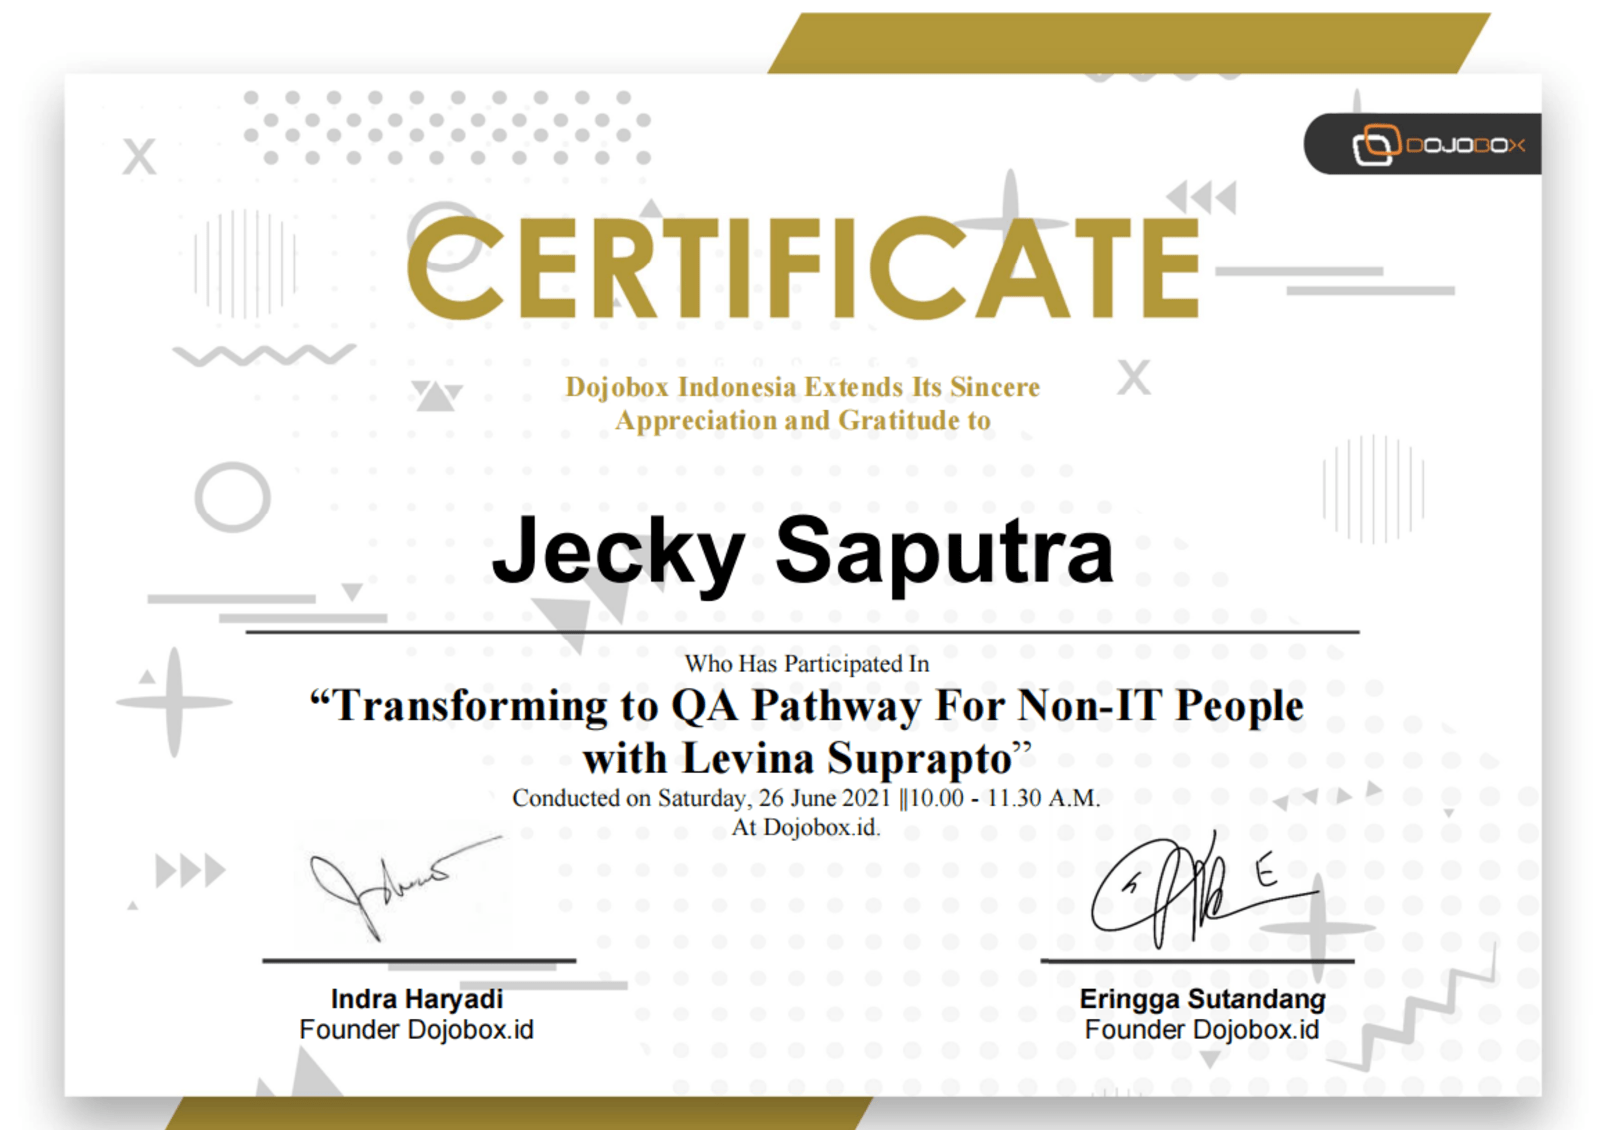 DOJOBOX
CERTIFICATE
Dojobox Indonesia Extends Its Sincere
Appreciation and Gratitude to
Jecky Saputra
Who Has Participated In
“Transforming to QA Pathway For Non-IT People
with Levina Suprapto”
Conducted on Saturday, 26 June 2021 ||10.00 - 11.30 A.M.
At Dojobox.id.
Indra Haryadi
Founder Dojobox.id
Eringga Sutandang
Founder Dojobox.id